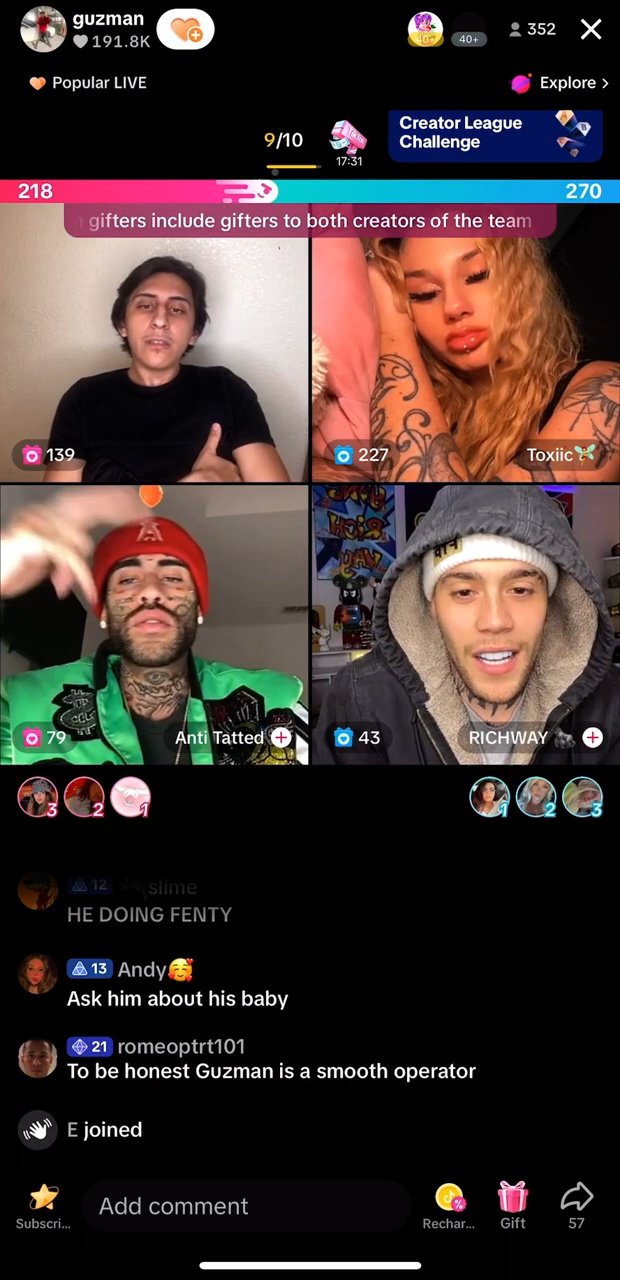 guzman
191.8K
40+
40+
352
Popular LIVE
Explore >
9/10
17:31
Creator League
Challenge
218
270
gifters include gifters to both creators of the team
139
227
Toxiic
A
79
Anti Tatted
43
RICHWAY
3
2
1
1
2
3
12 slime
HE DOING FENTY
13 Andy🥰
Ask him about his baby
21 romeoptrt101
To be honest Guzman is a smooth operator
E joined
Subscri...
Add comment
Rechar...
Gift
57